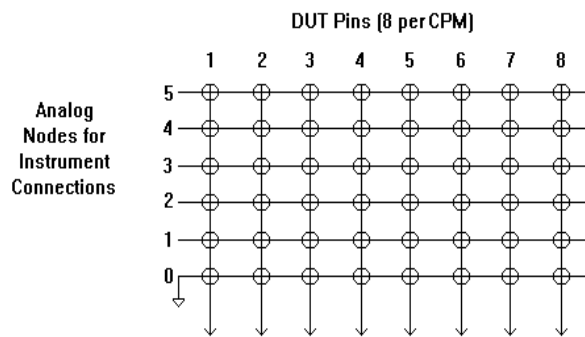 DUT Pins (8 per CPM)
1 2 3 4 5 6 7 8
Analog
Nodes for
Instrument
Connections
5
4
3
2
1
0